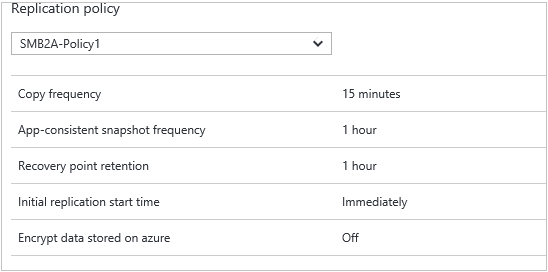 Replication policy
SMB2A-Policy1
Copy frequency 15 minutes
App-consistent snapshot frequency 1 hour
Recovery point retention 1 hour
Initial replication start time Immediately
Encrypt data stored on azure Off